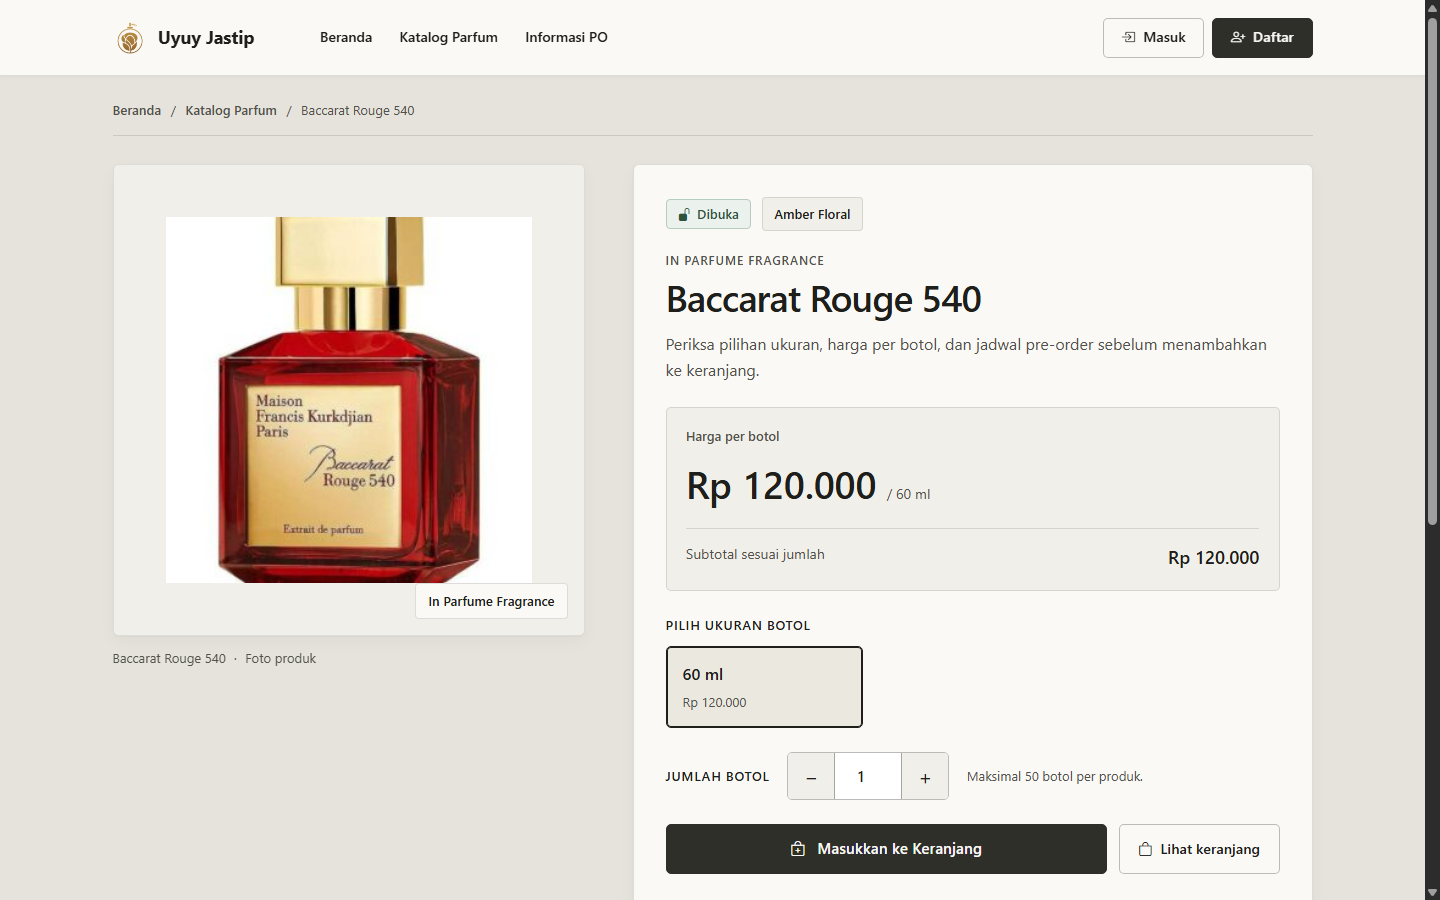 Uyuy Jastip
Beranda
Katalog Parfum
Informasi PO
Masuk
Daftar
Beranda / Katalog Parfum / Baccarat Rouge 540
Maison
Francis Kurkdjian
Paris
Baccarat
Rouge 540
Extrait de parfum
In Parfume Fragrance
Baccarat Rouge 540 · Foto produk
Dibuka
Amber Floral
IN PARFUME FRAGRANCE
Baccarat Rouge 540
Periksa pilihan ukuran, harga per botol, dan jadwal pre-order sebelum menambahkan
ke keranjang.
Harga per botol
Rp 120.000 / 60 ml
Subtotal sesuai jumlah
Rp 120.000
PILIH UKURAN BOTOL
60 ml
Rp 120.000
JUMLAH BOTOL
− 1 +
Maksimal 50 botol per produk.
Masukkan ke Keranjang
Lihat keranjang